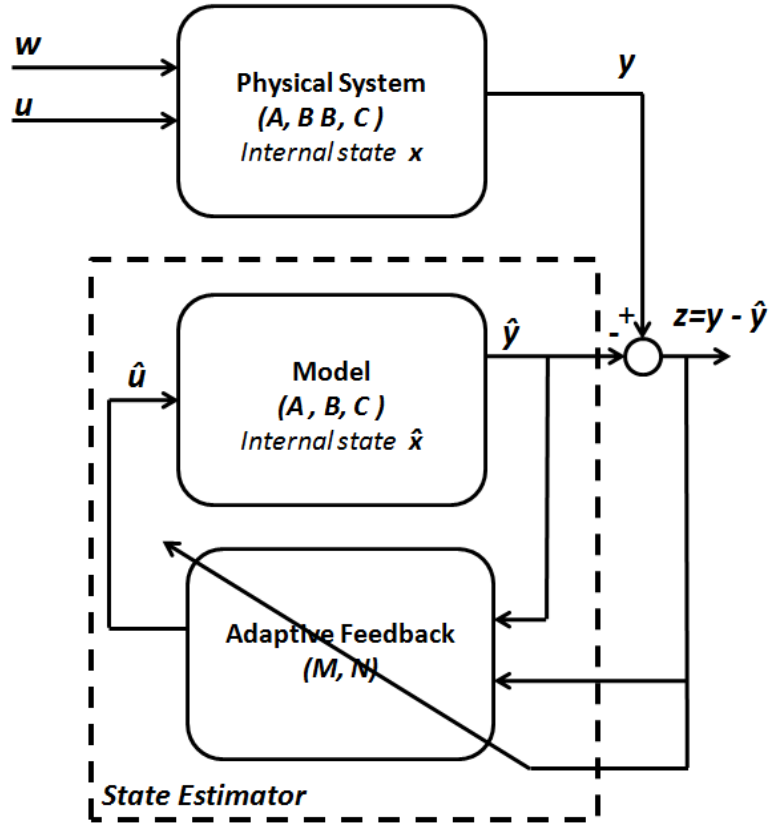 w
u
Physical System
(A, B B, C )
Internal state x
y
+
-
z=y - ŷ
ŷ
û
Model
(A , B, C )
Internal state x̂
Adaptive Feedback
(M, N)
State Estimator